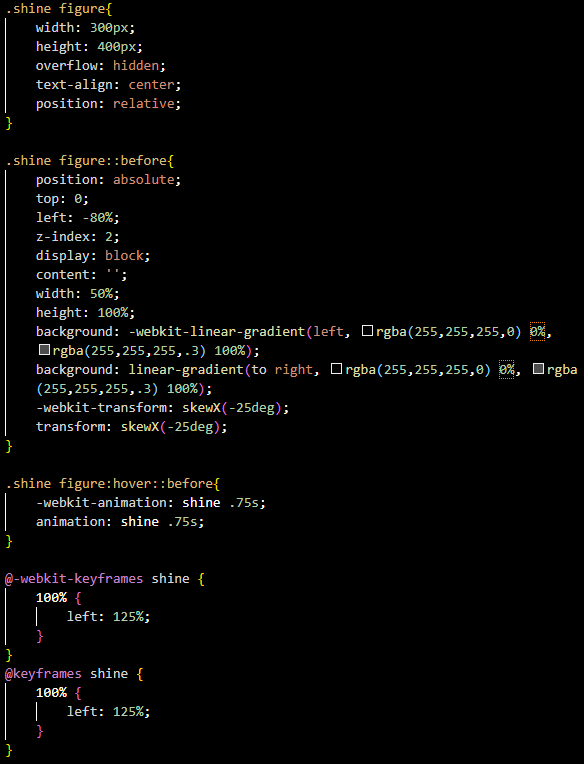 .shine figure{
    width: 300px;
    height: 400px;
    overflow: hidden;
    text-align: center;
    position: relative;
}

.shine figure::before{
    position: absolute;
    top: 0;
    left: -80%;
    z-index: 2;
    display: block;
    content: '';
    width: 50%;
    height: 100%;
    background: -webkit-linear-gradient(left, rgba(255,255,255,0) 0%,
    rgba(255,255,255,.3) 100%);
    background: linear-gradient(to right, rgba(255,255,255,0) 0%, rgba
    (255,255,255,.3) 100%);
    -webkit-transform: skewX(-25deg);
    transform: skewX(-25deg);
}

.shine figure:hover::before{
    -webkit-animation: shine .75s;
    animation: shine .75s;
}

@-webkit-keyframes shine {
    100% {
        left: 125%;
    }
}
@keyframes shine {
    100% {
        left: 125%;
    }
}